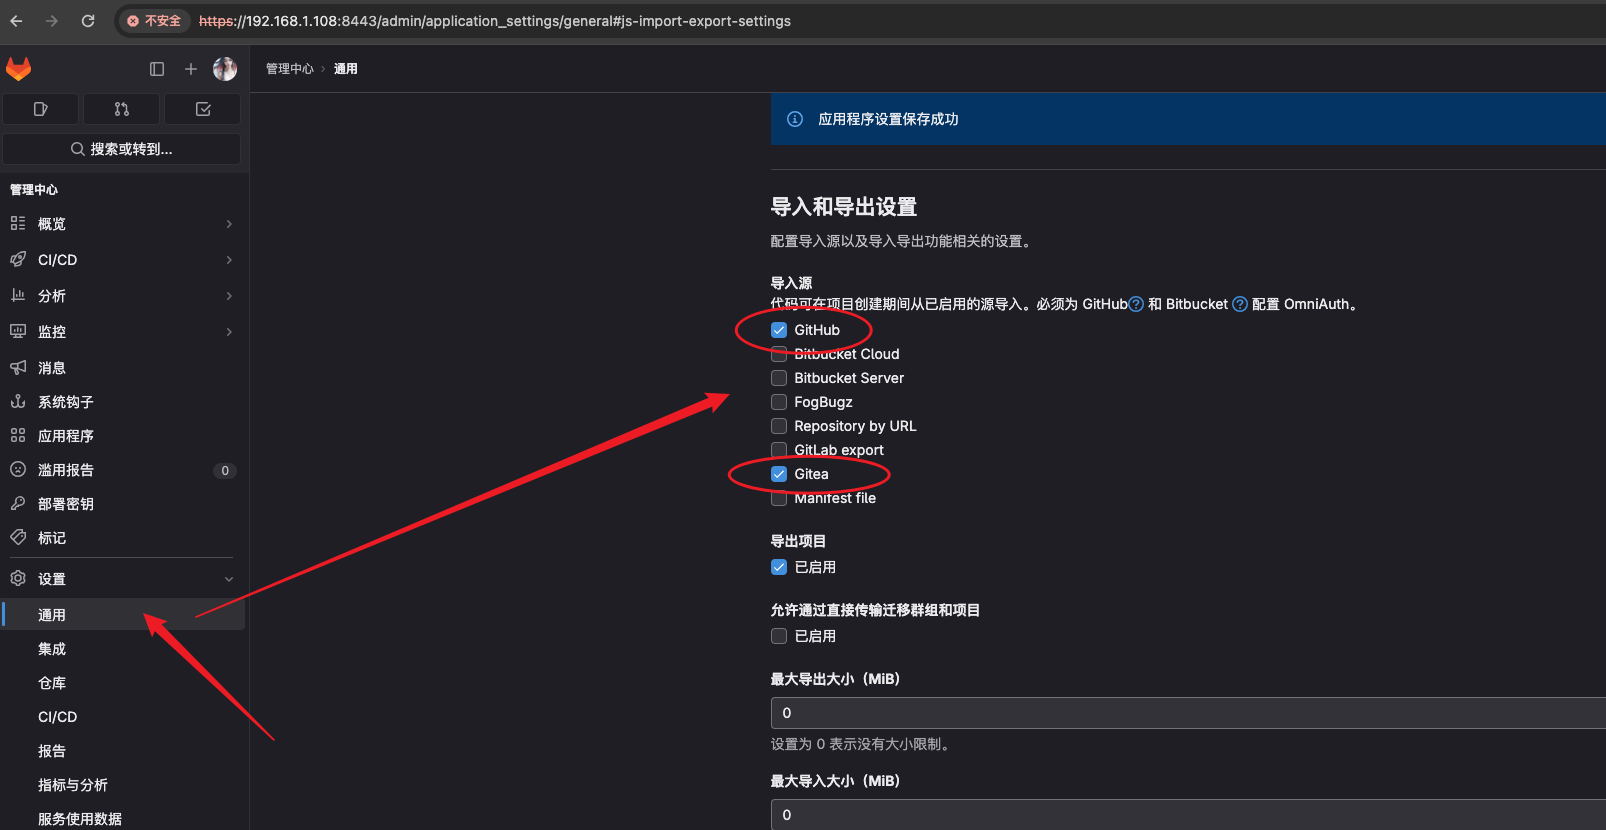 不安全 https://192.168.1.108:8443/admin/application_settings/general#js-import-export-settings
管理中心 › 通用
搜索或转到...
管理中心
概览
CI/CD
分析
监控
消息
系统钩子
应用程序
滥用报告 0
部署密钥
标记
设置
通用
集成
仓库
CI/CD
报告
指标与分析
服务使用数据
应用程序设置保存成功
导入和导出设置
配置导入源以及导入导出功能相关的设置。
导入源
代码可在项目创建期间从已启用的源导入。必须为 GitHub 和 Bitbucket 配置 OmniAuth。
GitHub
Bitbucket Cloud
Bitbucket Server
FogBugz
Repository by URL
GitLab export
Gitea
Manifest file
导出项目
已启用
允许通过直接传输迁移群组和项目
已启用
最大导出大小（MiB）
0
设置为 0 表示没有大小限制。
最大导入大小（MiB）
0